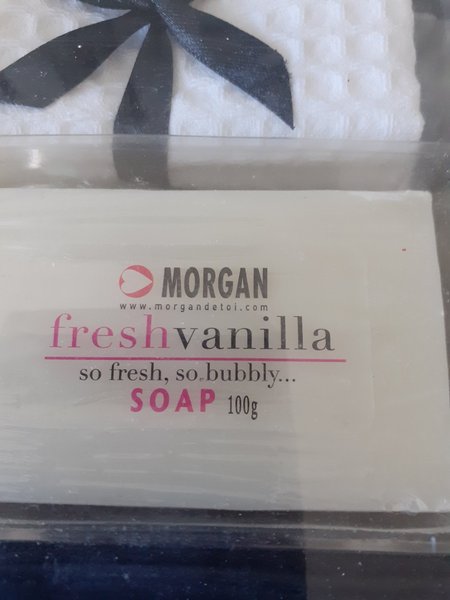 MORGAN
www.morgandetoi.com
freshvanilla
so fresh, so bubbly...
SOAP 100g